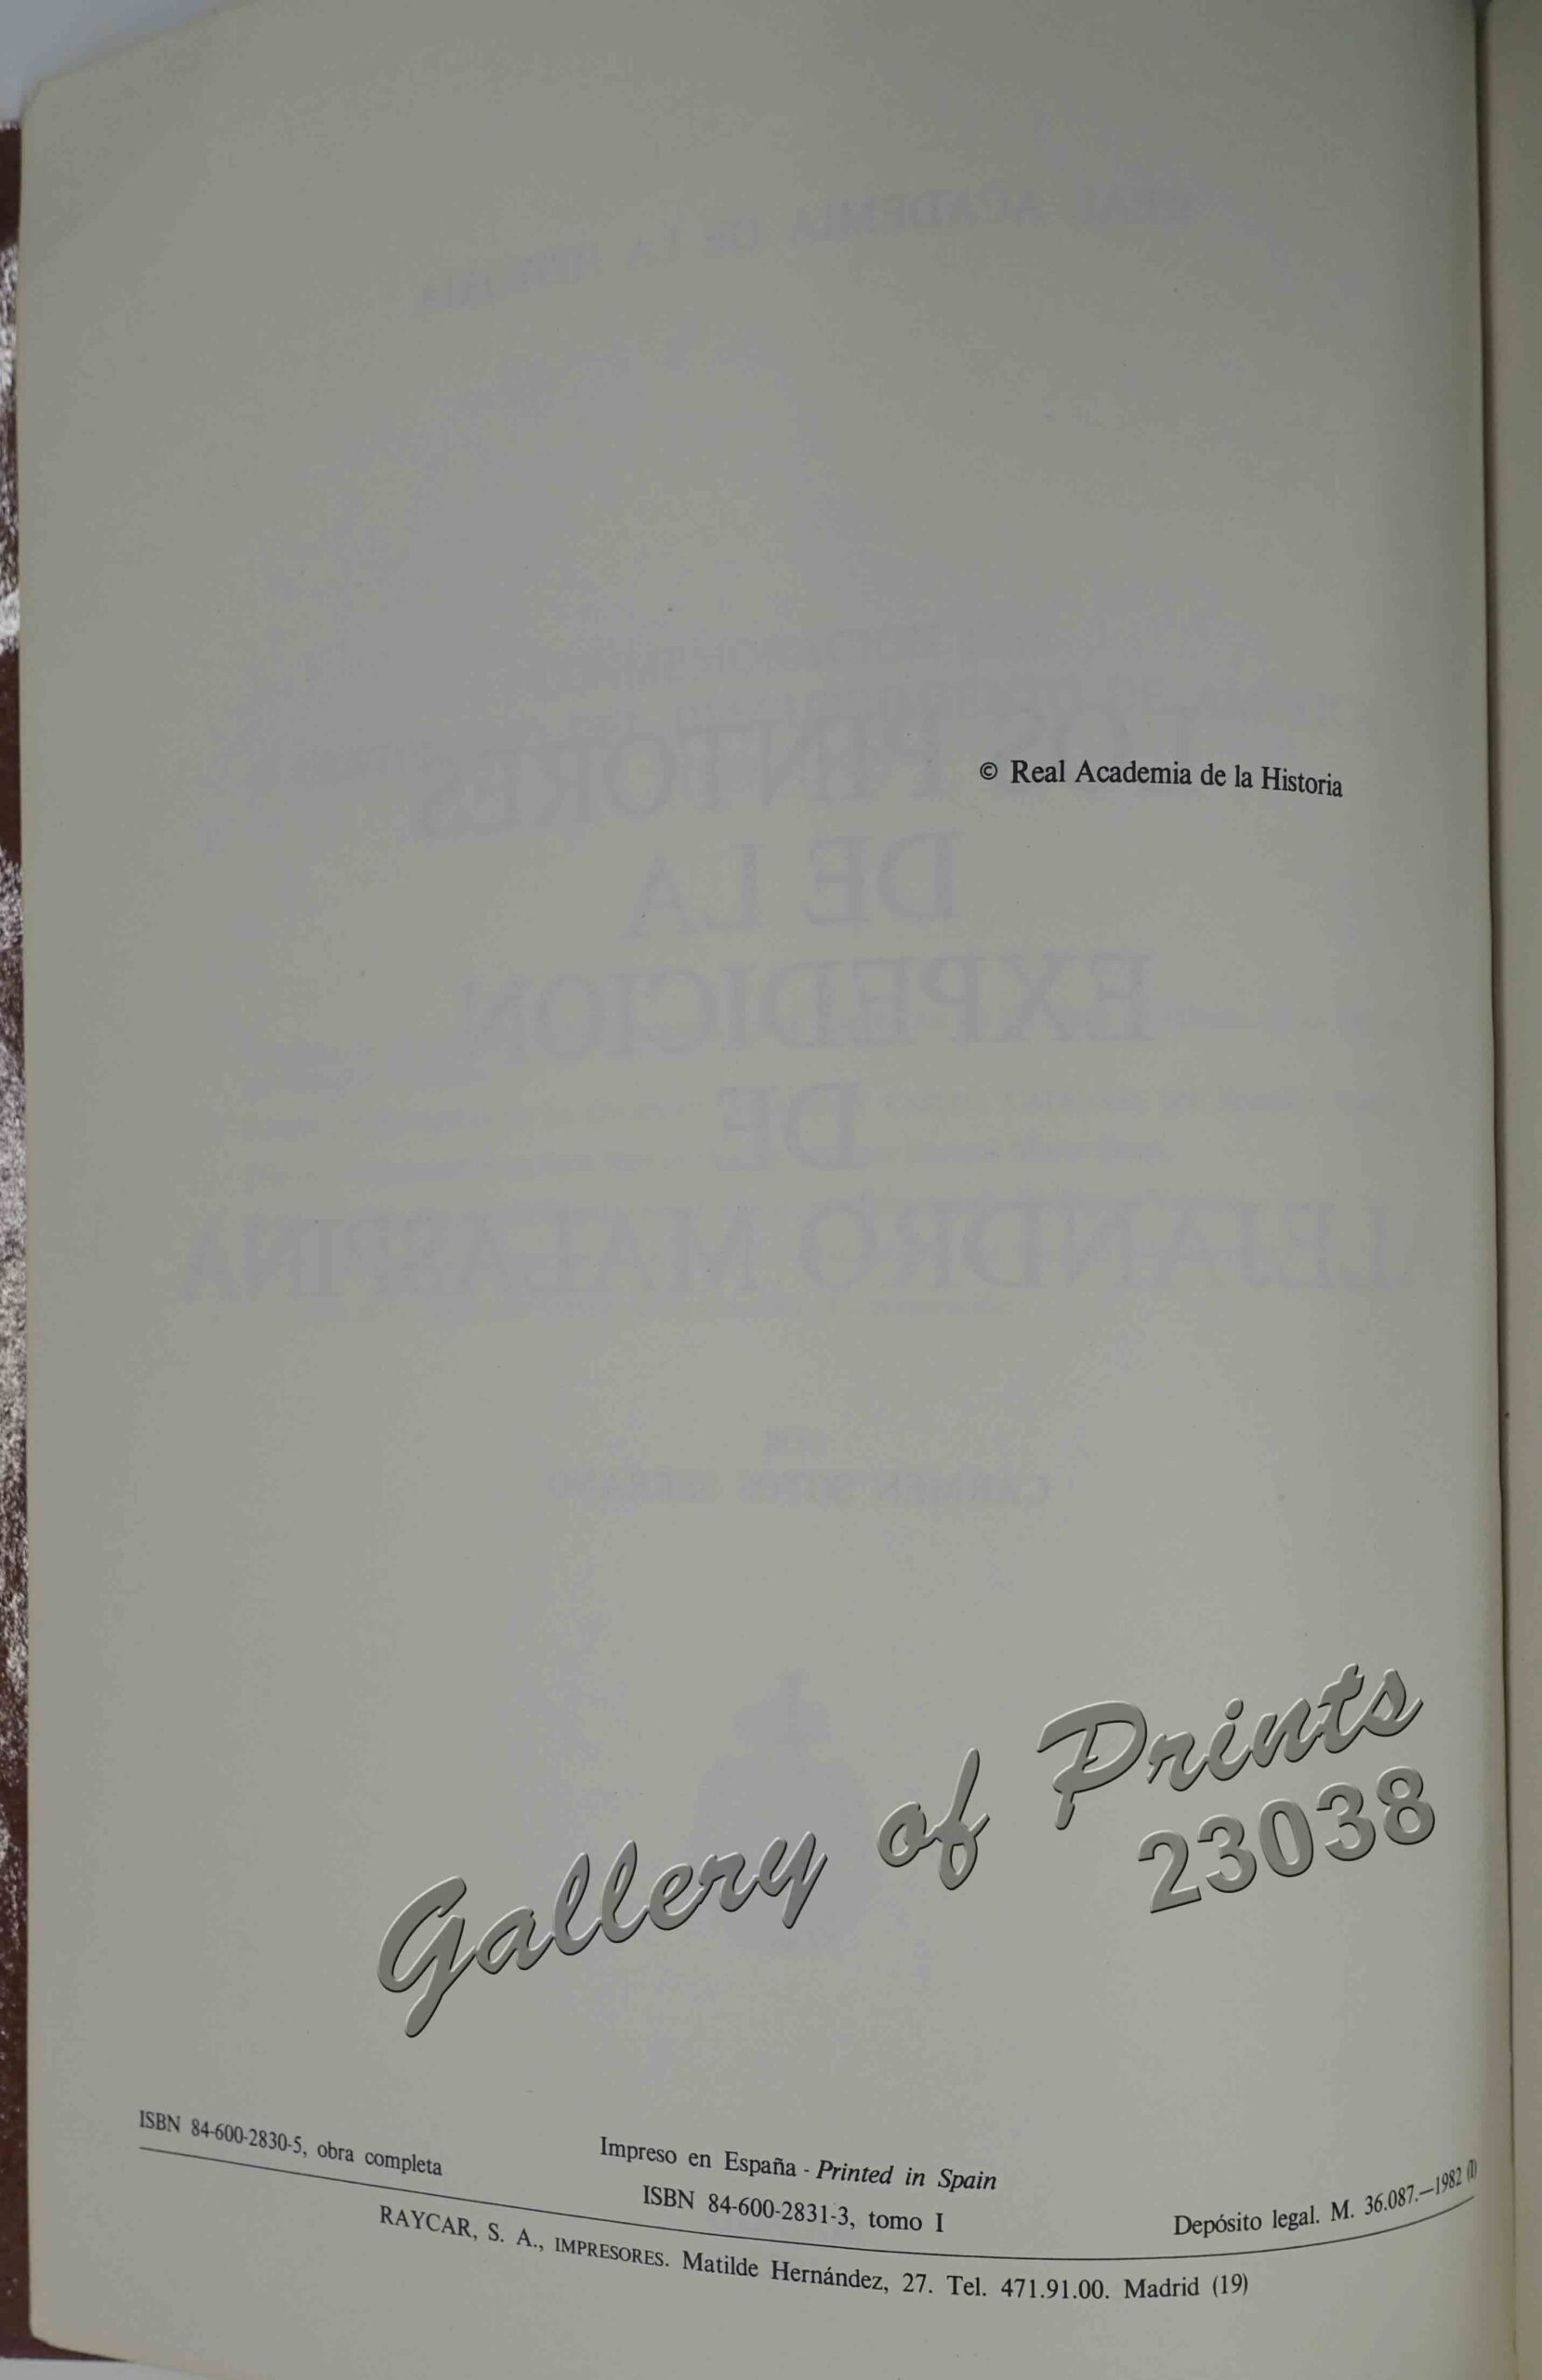 © Real Academia de la Historia
Gallery of Prints
23038
Impreso en España - Printed in Spain
ISBN 84-600-2830-5, obra completa
ISBN 84-600-2831-3, tomo I
Depósito legal. M. 36.087.—1982 (I)
RAYCAR, S. A., IMPRESORES. Matilde Hernández, 27. Tel. 471.91.00. Madrid (19)